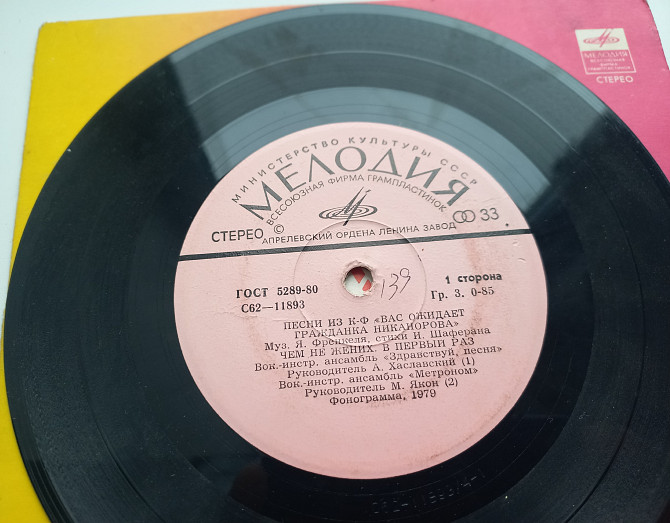 МЕЛОДИЯ
СТЕРЕО
МИНИСТЕРСТВО КУЛЬТУРЫ СССР
МЕЛОДИЯ
ВСЕСОЮЗНАЯ ФИРМА ГРАМПЛАСТИНОК
СТЕРЕО © 33
АПРЕЛЕВСКИЙ ОРДЕНА ЛЕНИНА ЗАВОД
139
ГОСТ 5289-80 1 сторона
С62—11893 Гр. 3. 0-85
ПЕСНИ ИЗ К-Ф «ВАС ОЖИДАЕТ
ГРАЖДАНКА НИКАНОРОВА»
Муз. Я. Френкеля, стихи И. Шаферана
ЧЕМ НЕ ЖЕНИХ. В ПЕРВЫЙ РАЗ
Вок.-инстр. ансамбль «Здравствуй, песня»
Руководитель А. Хаславский (1)
Вок.-инстр. ансамбль «Метроном»
Руководитель М. Якон (2)
Фонограмма, 1979